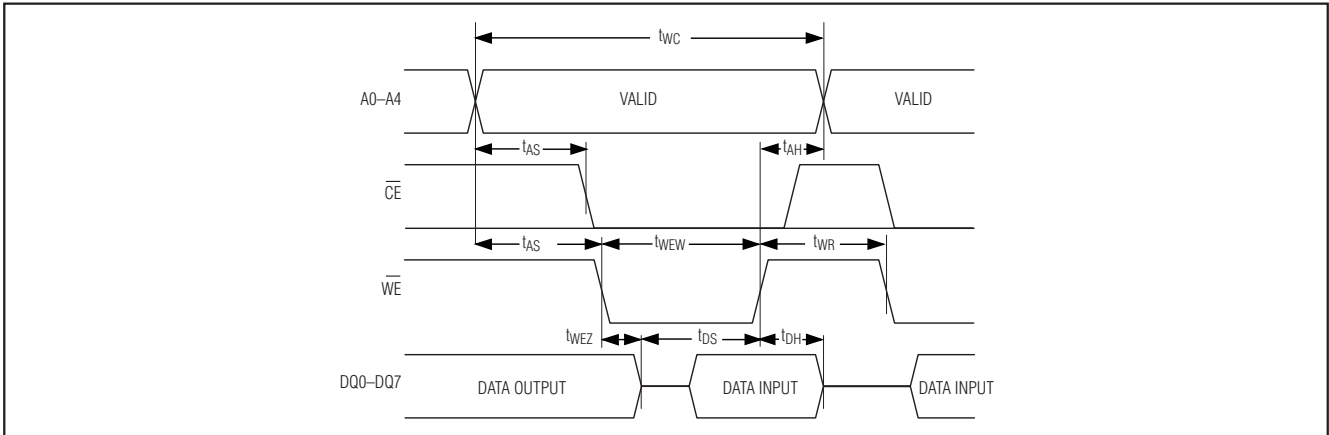 tWC
A0–A4 VALID VALID
tAS tAH
CE
tAS tWEW tWR
WE
tWEZ tDS tDH
DQ0–DQ7 DATA OUTPUT DATA INPUT DATA INPUT